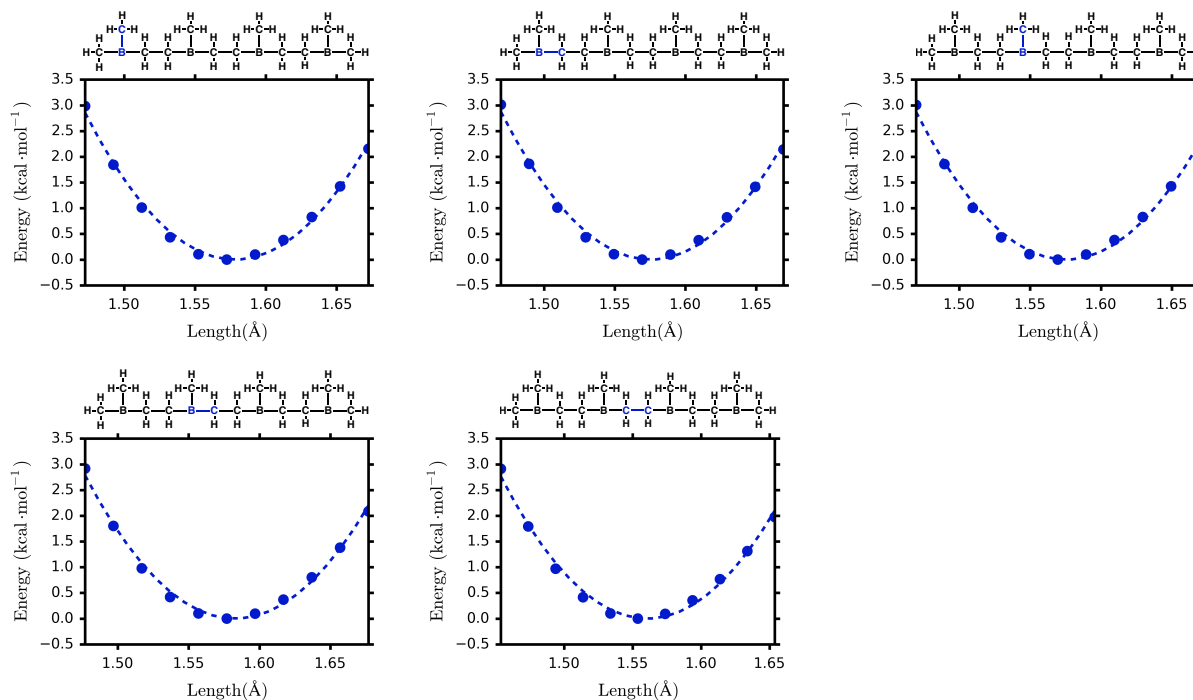 H H H H
H-C-H H-C-H H-C-H H-C-H
H H H H H H H H
H-C-B-C-C-B-C-C-B-C-C-B-C-H
H H H H H H H H
3.5
3.0
2.5
2.0
1.5
1.0
0.5
0.0
−0.5
Energy (kcal·mol⁻¹)
1.50 1.55 1.60 1.65
Length(Å)
H H H H
H-C-H H-C-H H-C-H H-C-H
H H H H H H H H
H-C-B-C-C-B-C-C-B-C-C-B-C-H
H H H H H H H H
3.5
3.0
2.5
2.0
1.5
1.0
0.5
0.0
−0.5
Energy (kcal·mol⁻¹)
1.50 1.55 1.60 1.65
Length(Å)
H H H H
H-C-H H-C-H H-C-H H-C-H
H H H H H H H H
H-C-B-C-C-B-C-C-B-C-C-B-C
H H H H H H H H
3.5
3.0
2.5
2.0
1.5
1.0
0.5
0.0
−0.5
Energy (kcal·mol⁻¹)
1.50 1.55 1.60 1.65
Length(Å)
H H H H
H-C-H H-C-H H-C-H H-C-H
H H H H H H H H
H-C-B-C-C-B-C-C-B-C-C-B-C-H
H H H H H H H H
3.5
3.0
2.5
2.0
1.5
1.0
0.5
0.0
−0.5
Energy (kcal·mol⁻¹)
1.50 1.55 1.60 1.65
Length(Å)
H H H H
H-C-H H-C-H H-C-H H-C-H
H H H H H H H H
H-C-B-C-C-B-C-C-B-C-C-B-C-H
H H H H H H H H
3.5
3.0
2.5
2.0
1.5
1.0
0.5
0.0
−0.5
Energy (kcal·mol⁻¹)
1.50 1.55 1.60 1.65
Length(Å)